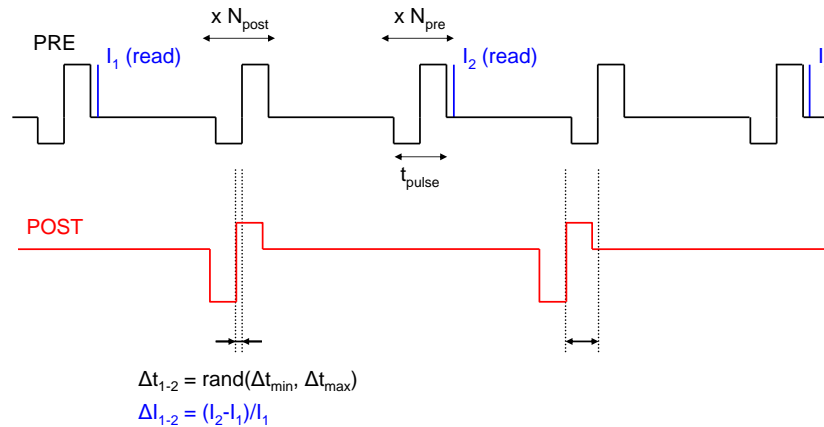 x N_post
x N_pre
PRE
I_1 (read)
I_2 (read)
I
t_pulse
POST
Δt_1-2 = rand(Δt_min, Δt_max)
ΔI_1-2 = (I_2-I_1)/I_1